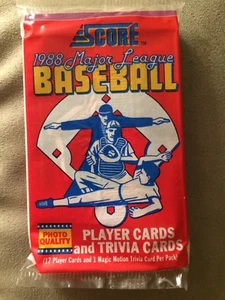 SCORE TM
1988 Major League
BASEBALL
PHOTO
QUALITY
PLAYER CARDS
and TRIVIA CARDS
(17 Player Cards and 1 Magic Motion Trivia Card Per Pack)